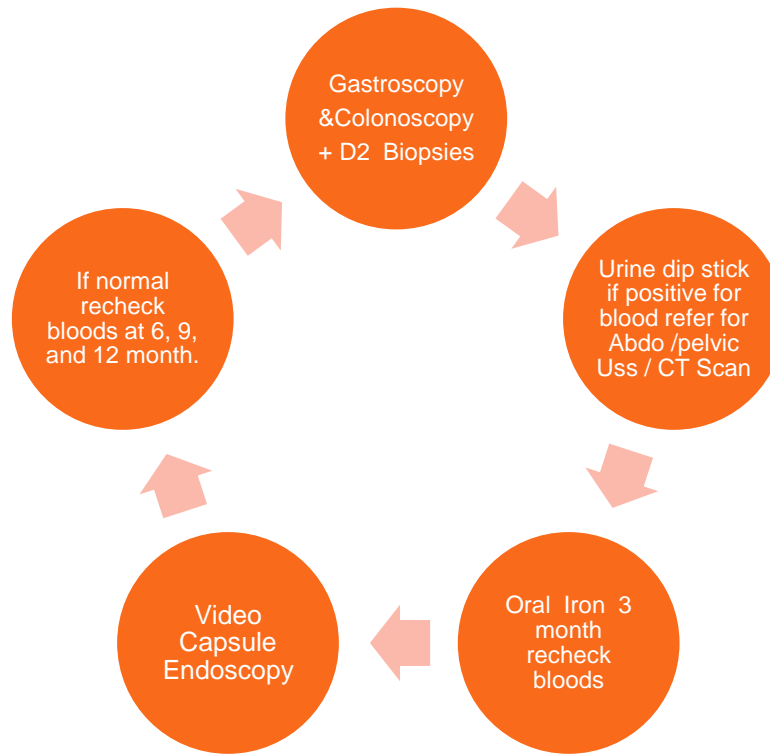 Gastroscopy
&Colonoscopy
+ D2 Biopsies
Urine dip stick
if positive for
blood refer for
Abdo /pelvic
Uss / CT Scan
Oral Iron 3
month
recheck
bloods
Video
Capsule
Endoscopy
If normal
recheck
bloods at 6, 9,
and 12 month.